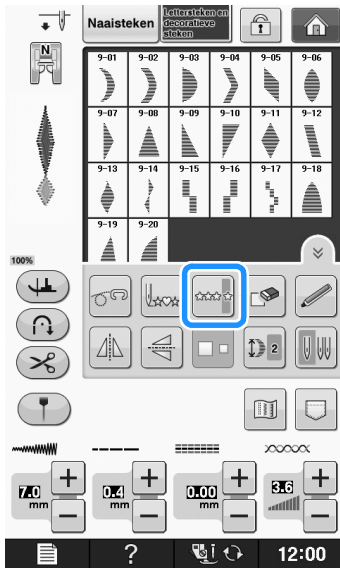 Naaisteken
Lettersteken en
decoratieve
steken
N
9-01 9-02 9-03 9-04 9-05 9-06
9-07 9-08 9-09 9-10 9-11 9-12
9-13 9-14 9-15 9-16 9-17 9-18
9-19 9-20
100%
2
7.0 mm 0.4 mm 0.00 mm 3.6
+ + + +
− − − −
? 12:00